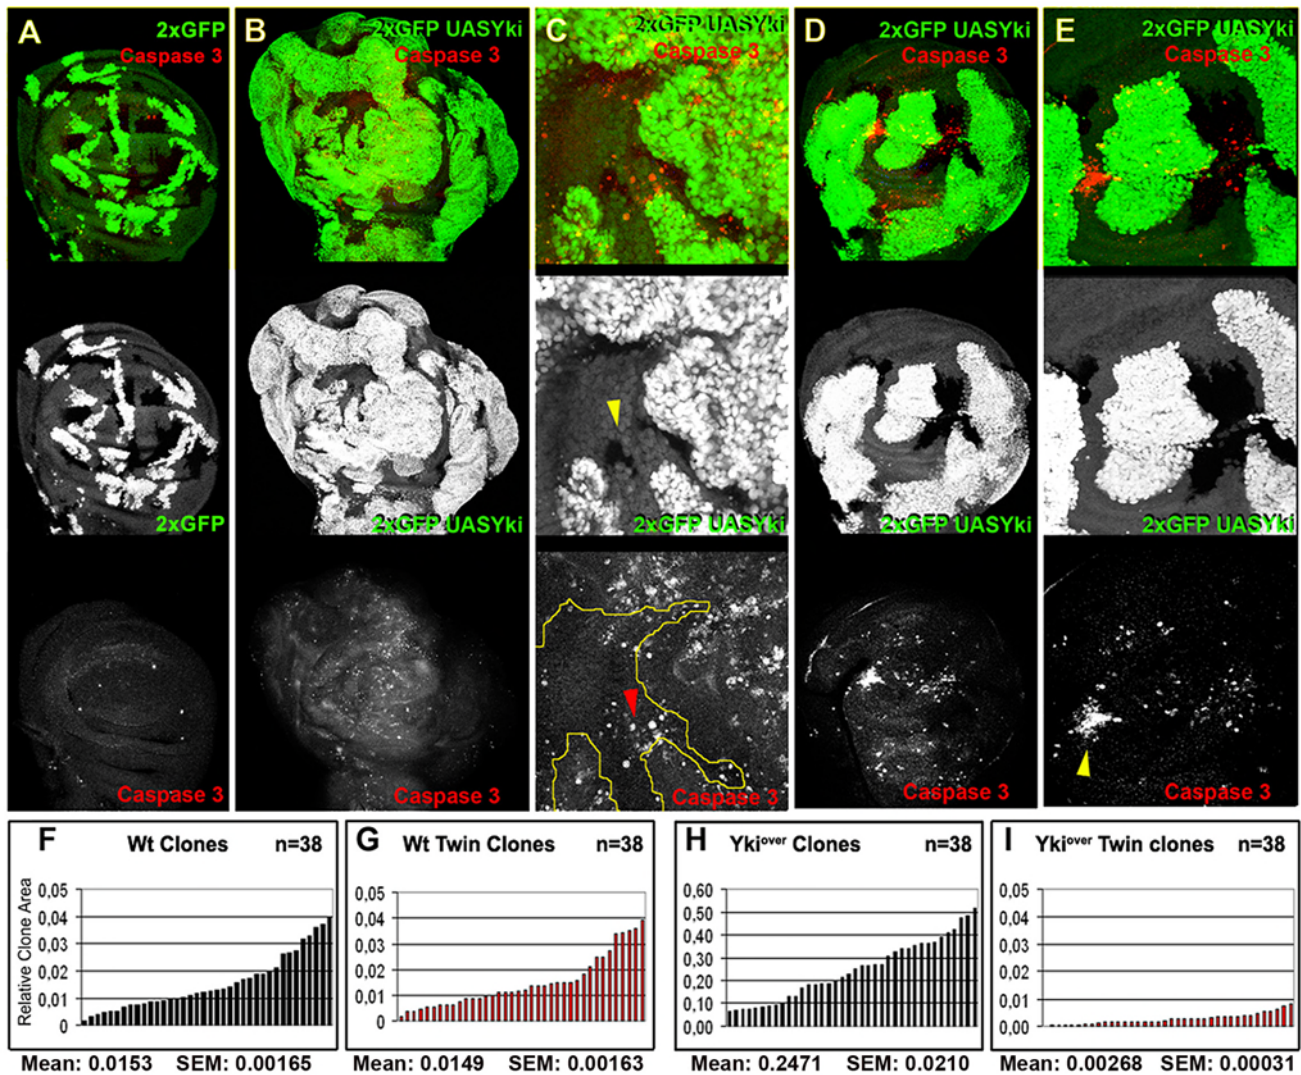 A
2xGFP
Caspase 3
B
2xGFP UASYki
Caspase 3
C
2xGFP UASYki
Caspase 3
D
2xGFP UASYki
Caspase 3
E
2xGFP UASYki
Caspase 3
2xGFP
2xGFP UASYki
2xGFP UASYki
2xGFP UASYki
2xGFP UASYki
Caspase 3
Caspase 3
Caspase 3
Caspase 3
Caspase 3
F
Wt Clones
n=38
Relative Clone Area
0,05
0,04
0,03
0,02
0,01
0
Mean: 0.0153
SEM: 0.00165
G
Wt Twin Clones
n=38
0,05
0,04
0,03
0,02
0,01
0
Mean: 0.0149
SEM: 0.00163
H
Ykiover Clones
n=38
0,60
0,50
0,40
0,30
0,20
0,10
0,00
Mean: 0.2471
SEM: 0.0210
I
Ykiover Twin clones
n=38
0,05
0,04
0,03
0,02
0,01
0,00
Mean: 0.00268
SEM: 0.00031